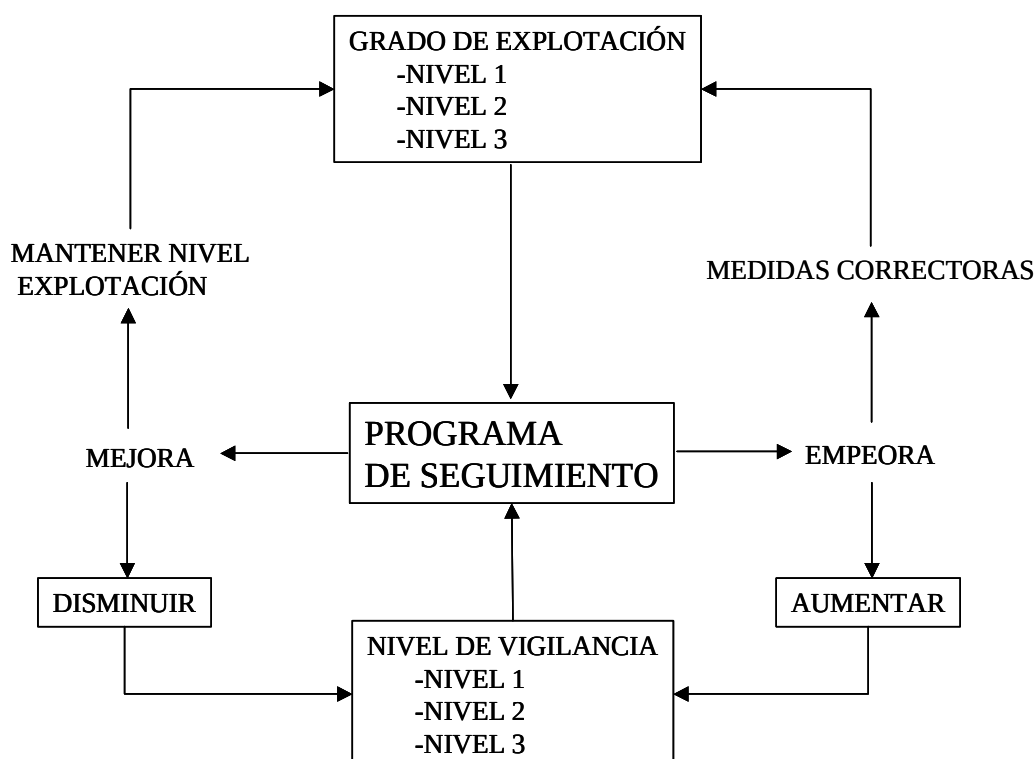 GRADO DE EXPLOTACIÓN
-NIVEL 1
-NIVEL 2
-NIVEL 3
MANTENER NIVEL
EXPLOTACIÓN
MEDIDAS CORRECTORAS
PROGRAMA
DE SEGUIMIENTO
MEJORA
EMPEORA
DISMINUIR
AUMENTAR
NIVEL DE VIGILANCIA
-NIVEL 1
-NIVEL 2
-NIVEL 3